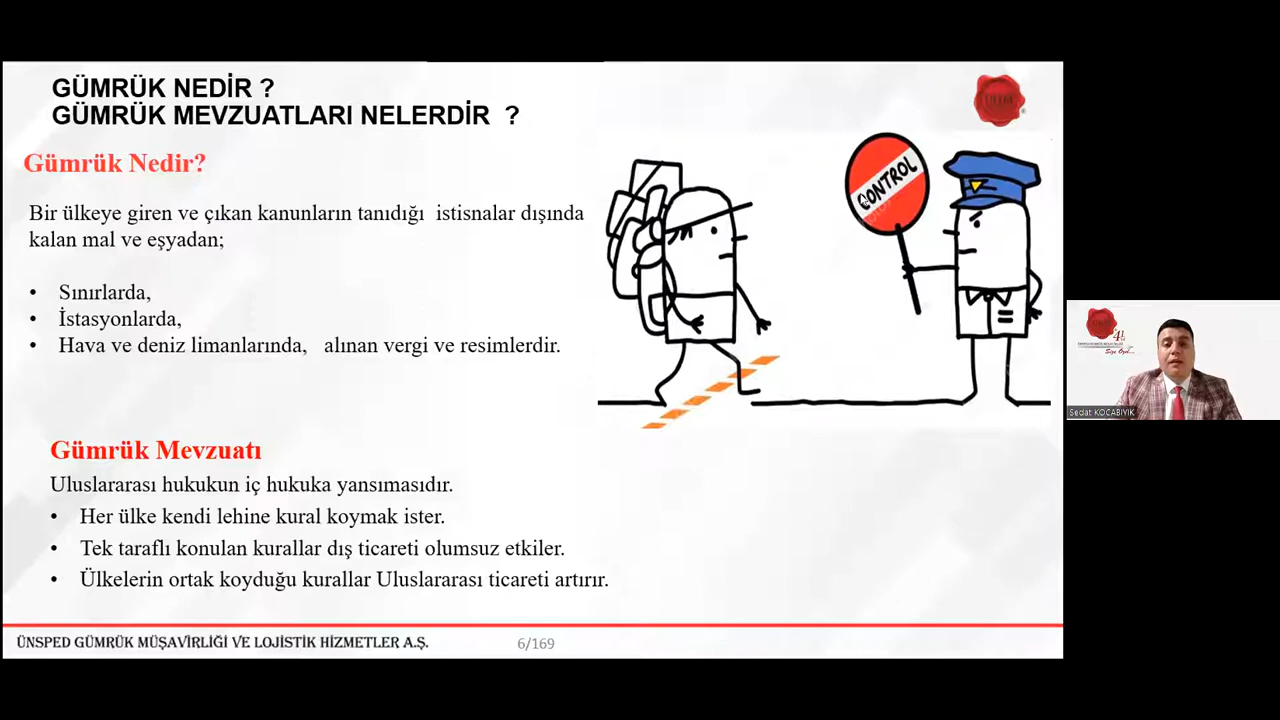 GÜMRÜK NEDİR ?
GÜMRÜK MEVZUATLARI NELERDİR ?
Gümrük Nedir?
Bir ülkeye giren ve çıkan kanunların tanıdığı istisnalar dışında
kalan mal ve eşyadan;
• Sınırlarda,
• İstasyonlarda,
• Hava ve deniz limanlarında, alınan vergi ve resimlerdir.
CONTROL
Gümrük Mevzuatı
Uluslararası hukukun iç hukuka yansımasıdır.
• Her ülke kendi lehine kural koymak ister.
• Tek taraflı konulan kurallar dış ticareti olumsuz etkiler.
• Ülkelerin ortak koyduğu kurallar Uluslararası ticareti artırır.
ÜNSPED GÜMRÜK MÜŞAVİRLİĞİ VE LOJİSTİK HİZMETLER A.Ş.
6/169
Sedat KOCABIYIK